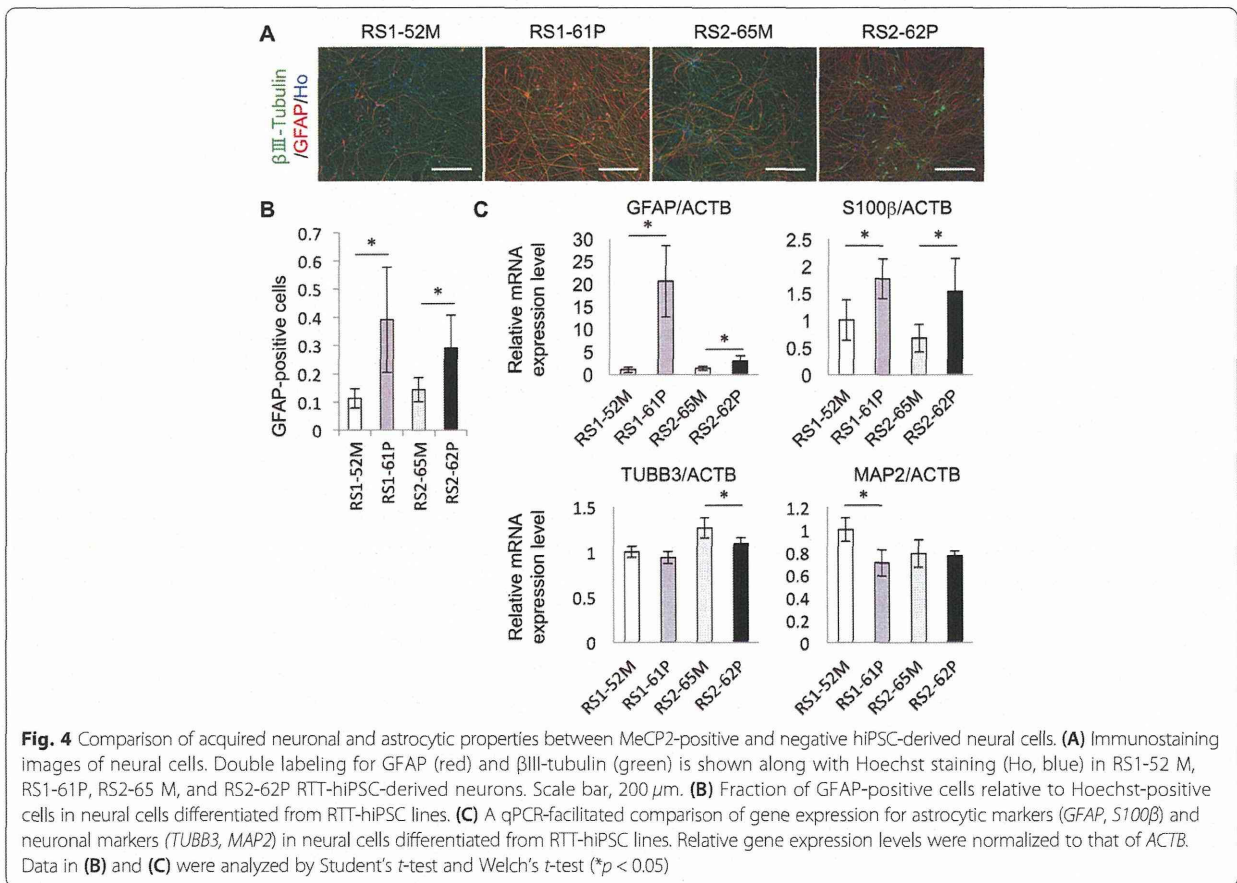 A
RS1-52M RS1-61P RS2-65M RS2-62P
βIII-Tubulin
/GFAP/Ho
B
GFAP-positive cells
0.7
0.6
0.5
0.4
0.3
0.2
0.1
0
*
*
RS1-52M
RS1-61P
RS2-65M
RS2-62P
C
GFAP/ACTB
Relative mRNA
expression level
30
25
20
15
10
5
0
*
*
RS1-52M
RS1-61P
RS2-65M
RS2-62P
S100β/ACTB
2.5
2
1.5
1
0.5
0
*
*
RS1-52M
RS1-61P
RS2-65M
RS2-62P
TUBB3/ACTB
Relative mRNA
expression level
1.5
1
0.5
0
*
RS1-52M
RS1-61P
RS2-65M
RS2-62P
MAP2/ACTB
1.2
1
0.8
0.6
0.4
0.2
0
*
RS1-52M
RS1-61P
RS2-65M
RS2-62P
Fig. 4 Comparison of acquired neuronal and astrocytic properties between MeCP2-positive and negative hiPSC-derived neural cells. (A) Immunostaining
images of neural cells. Double labeling for GFAP (red) and βIII-tubulin (green) is shown along with Hoechst staining (Ho, blue) in RS1-52 M,
RS1-61P, RS2-65 M, and RS2-62P RTT-hiPSC-derived neurons. Scale bar, 200 μm. (B) Fraction of GFAP-positive cells relative to Hoechst-positive
cells in neural cells differentiated from RTT-hiPSC lines. (C) A qPCR-facilitated comparison of gene expression for astrocytic markers (GFAP, S100β) and
neuronal markers (TUBB3, MAP2) in neural cells differentiated from RTT-hiPSC lines. Relative gene expression levels were normalized to that of ACTB.
Data in (B) and (C) were analyzed by Student's t-test and Welch's t-test (*p < 0.05)